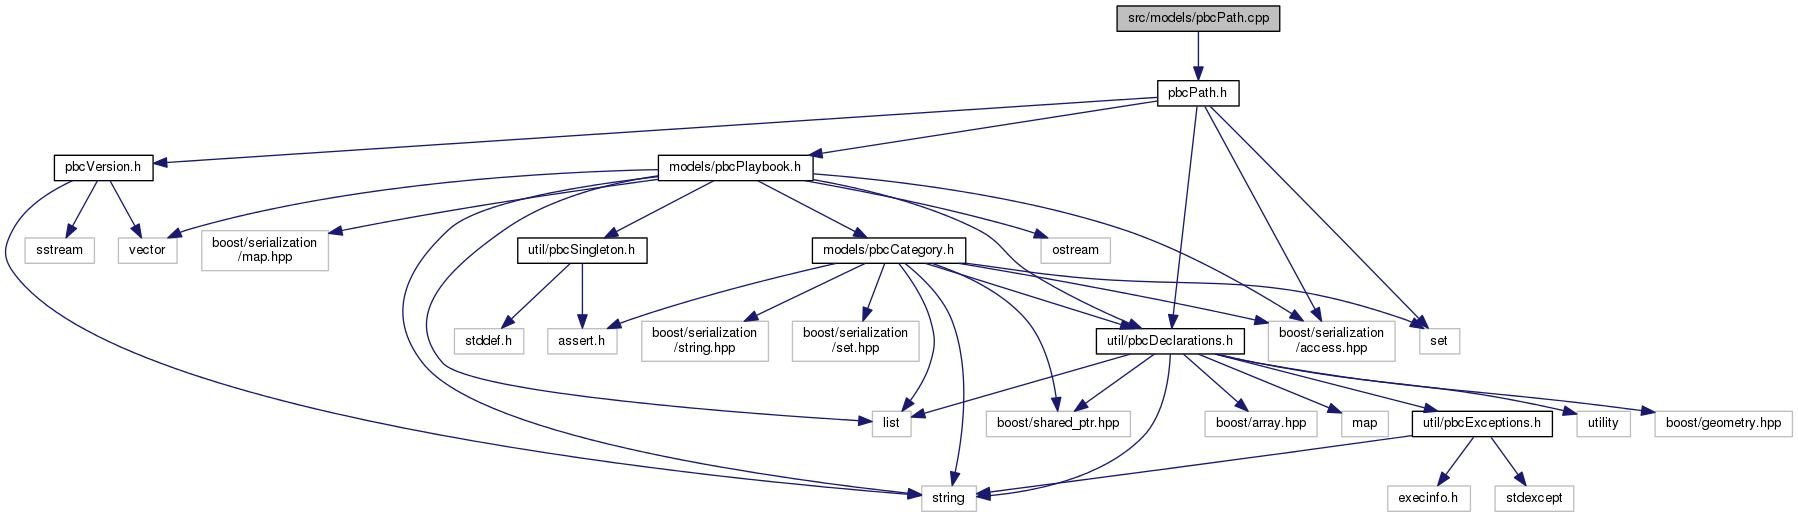 src/models/pbcPath.cpp
pbcPath.h
pbcVersion.h
models/pbcPlaybook.h
sstream
vector
boost/serialization
/map.hpp
util/pbcSingleton.h
models/pbcCategory.h
ostream
stddef.h
assert.h
boost/serialization
/string.hpp
boost/serialization
/set.hpp
util/pbcDeclarations.h
boost/serialization
/access.hpp
set
list
boost/shared_ptr.hpp
boost/array.hpp
map
util/pbcExceptions.h
utility
boost/geometry.hpp
string
execinfo.h
stdexcept